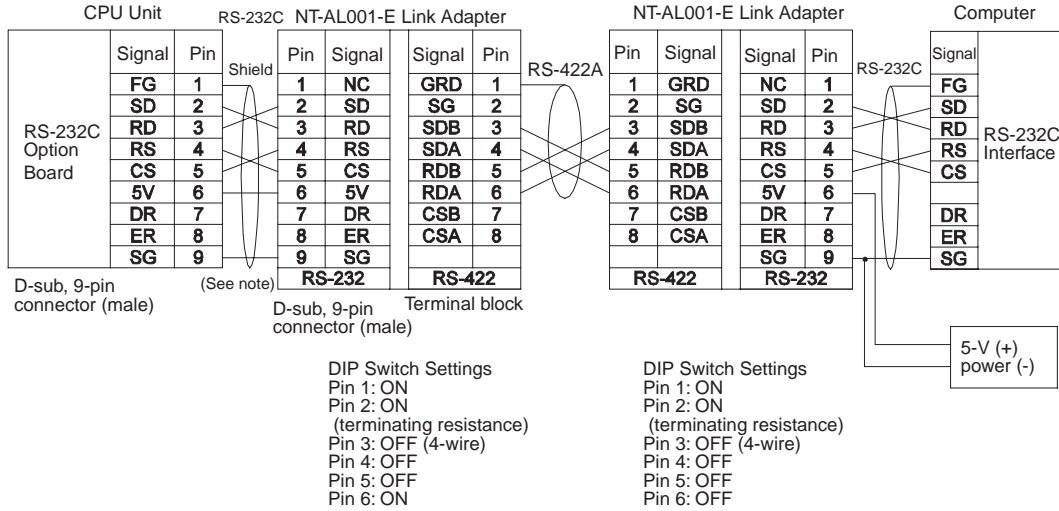 CPU Unit RS-232C NT-AL001-E Link Adapter NT-AL001-E Link Adapter Computer
Signal Pin Pin Signal Signal Pin Pin Signal Signal Pin Signal
Shield RS-422A RS-232C
FG 1 1 NC GRD 1 1 GRD NC 1 FG
SD 2 2 SD SG 2 2 SG SD 2 SD
RD 3 3 RD SDB 3 3 SDB RD 3 RD
RS 4 4 RS SDA 4 4 SDA RS 4 RS
CS 5 5 CS RDB 5 5 RDB CS 5 CS
5V 6 6 5V RDA 6 6 RDA 5V 6
DR 7 7 DR CSB 7 7 CSB DR 7 DR
ER 8 8 ER CSA 8 8 CSA ER 8 ER
SG 9 9 SG SG 9 SG
RS-232C
Option
Board
RS-232C
Interface
RS-232 RS-422 RS-422 RS-232
D-sub, 9-pin
connector (male)
(See note)
D-sub, 9-pin
connector (male)
Terminal block
5-V (+)
power (-)
DIP Switch Settings
Pin 1: ON
Pin 2: ON
(terminating resistance)
Pin 3: OFF (4-wire)
Pin 4: OFF
Pin 5: OFF
Pin 6: ON
DIP Switch Settings
Pin 1: ON
Pin 2: ON
(terminating resistance)
Pin 3: OFF (4-wire)
Pin 4: OFF
Pin 5: OFF
Pin 6: OFF